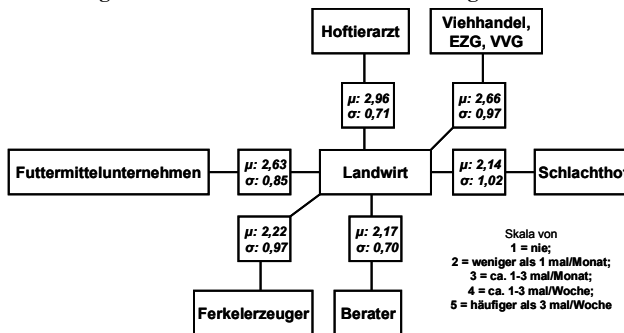 Hoftierarzt
Viehhandel,
EZG, VVG
μ: 2,96
σ: 0,71
μ: 2,66
σ: 0,97
Futtermittelunternehmen
μ: 2,63
σ: 0,85
Landwirt
μ: 2,14
σ: 1,02
Schlachthof
μ: 2,22
σ: 0,97
μ: 2,17
σ: 0,70
Ferkelerzeuger
Berater
Skala von
1 = nie;
2 = weniger als 1 mal/Monat;
3 = ca. 1-3 mal/Monat;
4 = ca. 1-3 mal/Woche;
5 = häufiger als 3 mal/Woche